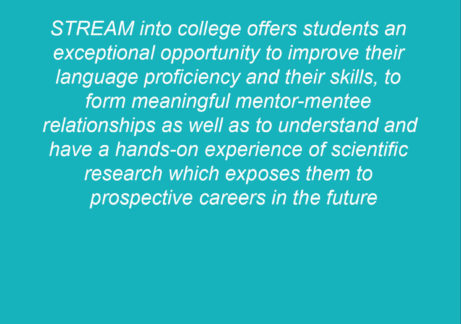 STREAM into college offers students an
exceptional opportunity to improve their
language proficiency and their skills, to
form meaningful mentor-mentee
relationships as well as to understand and
have a hands-on experience of scientific
research which exposes them to
prospective careers in the future